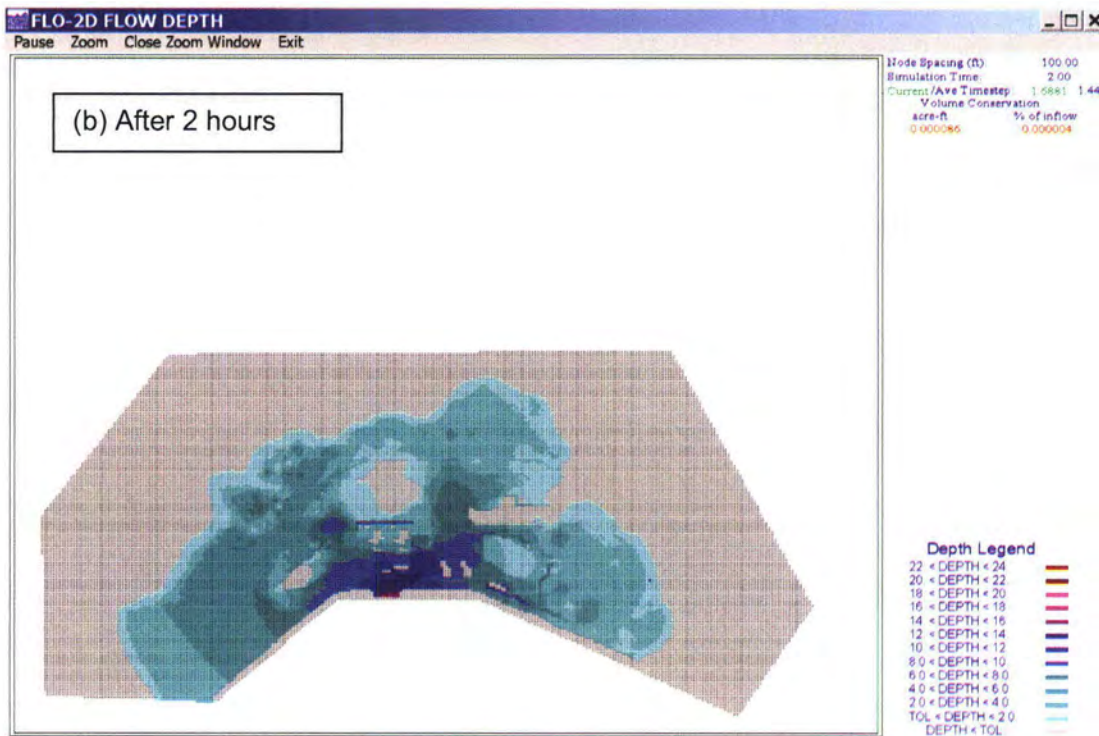 FLO-2D FLOW DEPTH
Pause Zoom Close Zoom Window Exit
(b) After 2 hours
Node Spacing (ft): 100.00
Simulation Time: 2.00
Current/Ave Timestep: 1.6881 1.44
Volume Conservation
acre-ft % of inflow
0.000086 0.000004
Depth Legend
22 < DEPTH < 24
20 < DEPTH < 22
18 < DEPTH < 20
16 < DEPTH < 18
14 < DEPTH < 16
12 < DEPTH < 14
10 < DEPTH < 12
8.0 < DEPTH < 10
6.0 < DEPTH < 8.0
4.0 < DEPTH < 6.0
2.0 < DEPTH < 4.0
TOL < DEPTH < 2.0
DEPTH < TOL